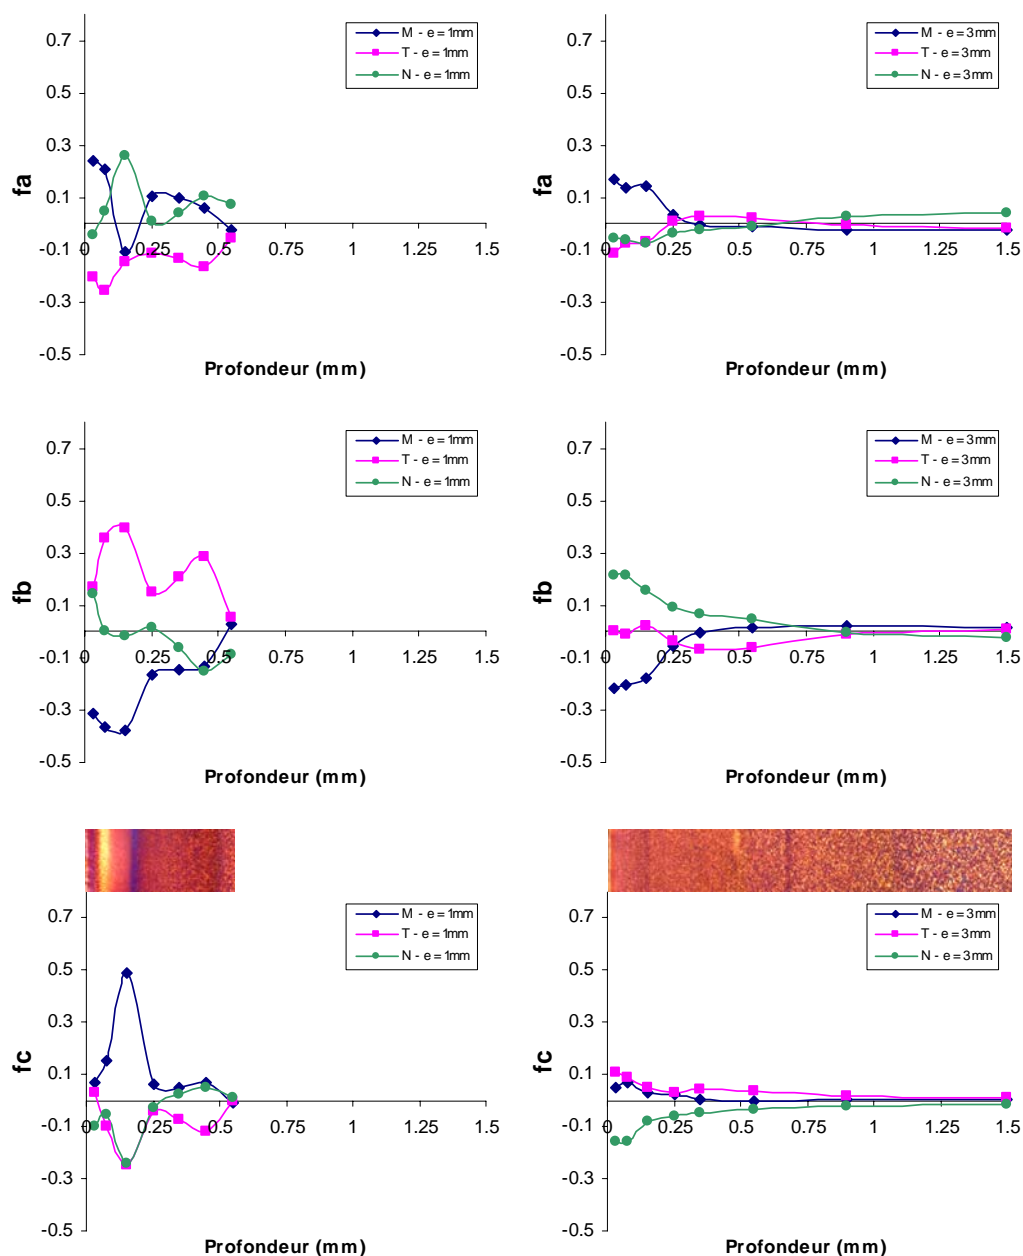 0.7
0.5
0.3
0.1
-0.1
-0.3
-0.5
fa
0 0.25 0.5 0.75 1 1.25 1.5
Profondeur (mm)
M - e = 1mm
T - e = 1mm
N - e = 1mm
0.7
0.5
0.3
0.1
-0.1
-0.3
-0.5
fa
0 0.25 0.5 0.75 1 1.25 1.5
Profondeur (mm)
M - e = 3mm
T - e = 3mm
N - e = 3mm
0.7
0.5
0.3
0.1
-0.1
-0.3
-0.5
fb
0 0.25 0.5 0.75 1 1.25 1.5
Profondeur (mm)
M - e = 1mm
T - e = 1mm
N - e = 1mm
0.7
0.5
0.3
0.1
-0.1
-0.3
-0.5
fb
0 0.25 0.5 0.75 1 1.25 1.5
Profondeur (mm)
M - e = 3mm
T - e = 3mm
N - e = 3mm
0.7
0.5
0.3
0.1
-0.1
-0.3
-0.5
fc
0 0.25 0.5 0.75 1 1.25 1.5
Profondeur (mm)
M - e = 1mm
T - e = 1mm
N - e = 1mm
0.7
0.5
0.3
0.1
-0.1
-0.3
-0.5
fc
0 0.25 0.5 0.75 1 1.25 1.5
Profondeur (mm)
M - e = 3mm
T - e = 3mm
N - e = 3mm